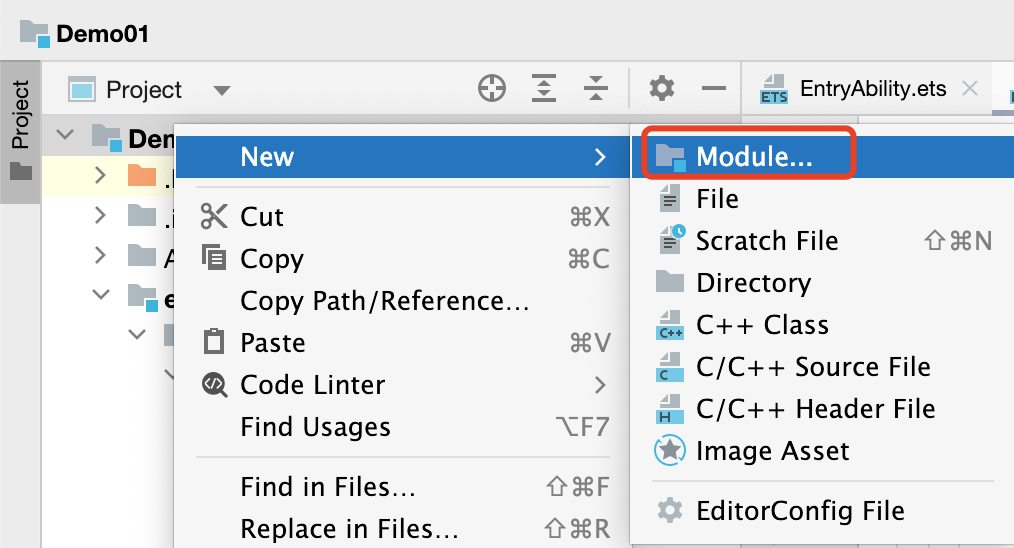 Demo01
Project
Project
EntryAbility.ets
Dem
New
Module...
Cut ⌘X
File
Copy ⌘C
Scratch File ⇧⌘N
Copy Path/Reference...
Directory
Paste ⌘V
C++ Class
Code Linter
C/C++ Source File
Find Usages ⌥F7
C/C++ Header File
Image Asset
Find in Files... ⇧⌘F
EditorConfig File
Replace in Files... ⇧⌘R
ETS
C++
C
H